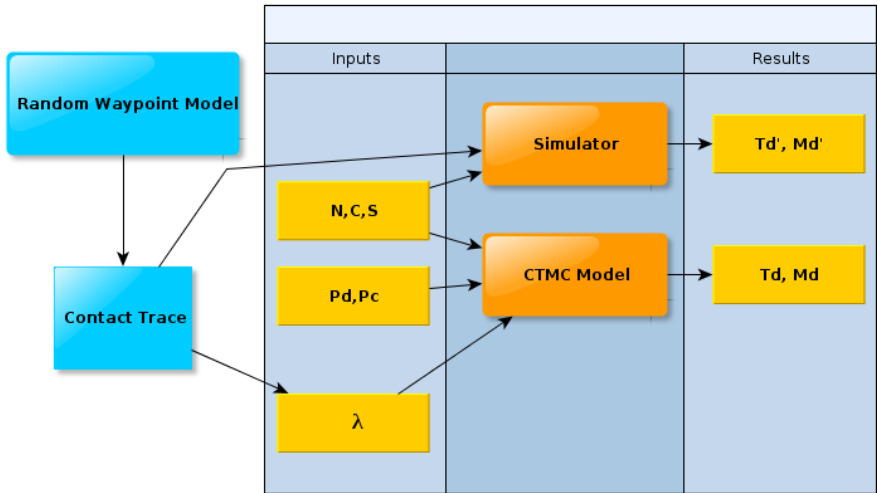 Inputs
Results
Random Waypoint Model
Simulator
Td', Md'
N,C,S
CTMC Model
Td, Md
Pd,Pc
Contact Trace
λ